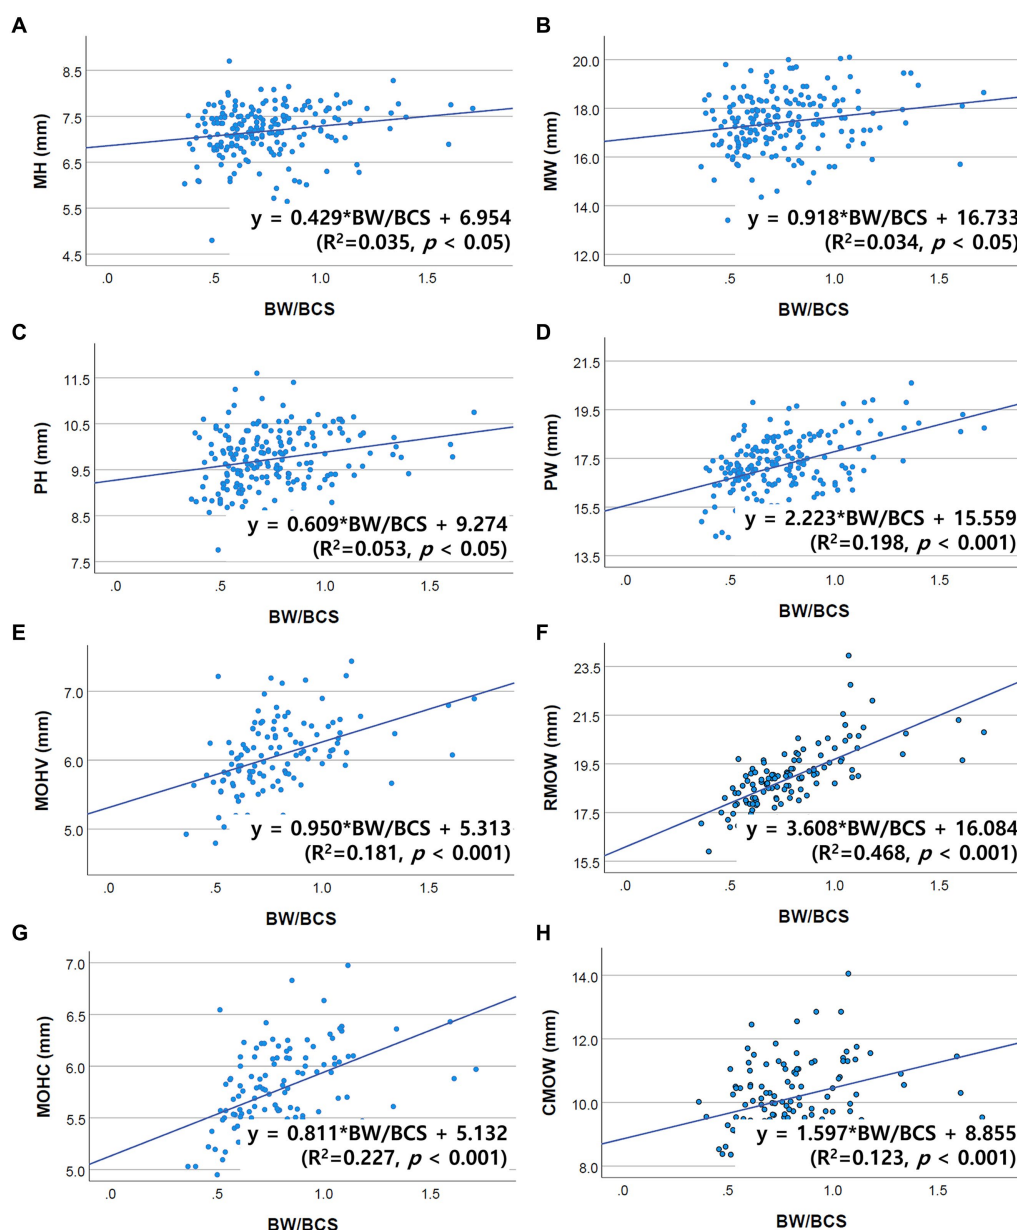 A
8.5
7.5
6.5
5.5
4.5
MH (mm)
y = 0.429*BW/BCS + 6.954
(R²=0.035, p < 0.05)
.0 .5 1.0 1.5
BW/BCS
B
20.0
18.0
16.0
14.0
12.0
MW (mm)
y = 0.918*BW/BCS + 16.733
(R²=0.034, p < 0.05)
.0 .5 1.0 1.5
BW/BCS
C
11.5
10.5
9.5
8.5
7.5
PH (mm)
y = 0.609*BW/BCS + 9.274
(R²=0.053, p < 0.05)
.0 .5 1.0 1.5
BW/BCS
D
21.5
19.5
17.5
15.5
13.5
PW (mm)
y = 2.223*BW/BCS + 15.559
(R²=0.198, p < 0.001)
.0 .5 1.0 1.5
BW/BCS
E
7.0
6.0
5.0
MOHV (mm)
y = 0.950*BW/BCS + 5.313
(R²=0.181, p < 0.001)
.0 .5 1.0 1.5
BW/BCS
F
23.5
21.5
19.5
17.5
15.5
RMOW (mm)
y = 3.608*BW/BCS + 16.084
(R²=0.468, p < 0.001)
.0 .5 1.0 1.5
BW/BCS
G
7.0
6.5
6.0
5.5
5.0
MOHC (mm)
y = 0.811*BW/BCS + 5.132
(R²=0.227, p < 0.001)
.0 .5 1.0 1.5
BW/BCS
H
14.0
12.0
10.0
8.0
CMOW (mm)
y = 1.597*BW/BCS + 8.855
(R²=0.123, p < 0.001)
.0 .5 1.0 1.5
BW/BCS